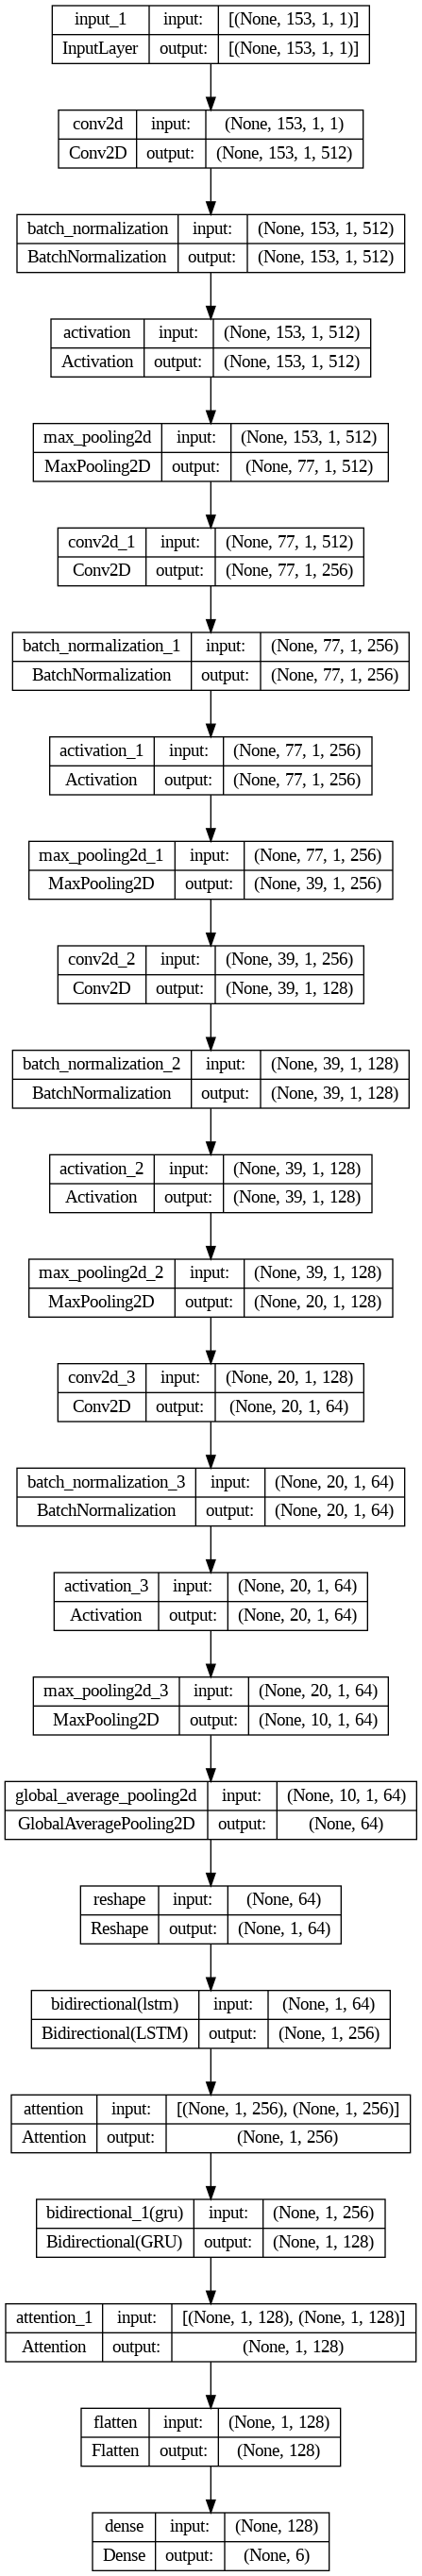 input_1 input: [(None, 153, 1, 1)]
InputLayer output: [(None, 153, 1, 1)]
conv2d input: (None, 153, 1, 1)
Conv2D output: (None, 153, 1, 512)
batch_normalization input: (None, 153, 1, 512)
BatchNormalization output: (None, 153, 1, 512)
activation input: (None, 153, 1, 512)
Activation output: (None, 153, 1, 512)
max_pooling2d input: (None, 153, 1, 512)
MaxPooling2D output: (None, 77, 1, 512)
conv2d_1 input: (None, 77, 1, 512)
Conv2D output: (None, 77, 1, 256)
batch_normalization_1 input: (None, 77, 1, 256)
BatchNormalization output: (None, 77, 1, 256)
activation_1 input: (None, 77, 1, 256)
Activation output: (None, 77, 1, 256)
max_pooling2d_1 input: (None, 77, 1, 256)
MaxPooling2D output: (None, 39, 1, 256)
conv2d_2 input: (None, 39, 1, 256)
Conv2D output: (None, 39, 1, 128)
batch_normalization_2 input: (None, 39, 1, 128)
BatchNormalization output: (None, 39, 1, 128)
activation_2 input: (None, 39, 1, 128)
Activation output: (None, 39, 1, 128)
max_pooling2d_2 input: (None, 39, 1, 128)
MaxPooling2D output: (None, 20, 1, 128)
conv2d_3 input: (None, 20, 1, 128)
Conv2D output: (None, 20, 1, 64)
batch_normalization_3 input: (None, 20, 1, 64)
BatchNormalization output: (None, 20, 1, 64)
activation_3 input: (None, 20, 1, 64)
Activation output: (None, 20, 1, 64)
max_pooling2d_3 input: (None, 20, 1, 64)
MaxPooling2D output: (None, 10, 1, 64)
global_average_pooling2d input: (None, 10, 1, 64)
GlobalAveragePooling2D output: (None, 64)
reshape input: (None, 64)
Reshape output: (None, 1, 64)
bidirectional(lstm) input: (None, 1, 64)
Bidirectional(LSTM) output: (None, 1, 256)
attention input: [(None, 1, 256), (None, 1, 256)]
Attention output: (None, 1, 256)
bidirectional_1(gru) input: (None, 1, 256)
Bidirectional(GRU) output: (None, 1, 128)
attention_1 input: [(None, 1, 128), (None, 1, 128)]
Attention output: (None, 1, 128)
flatten input: (None, 1, 128)
Flatten output: (None, 128)
dense input: (None, 128)
Dense output: (None, 6)